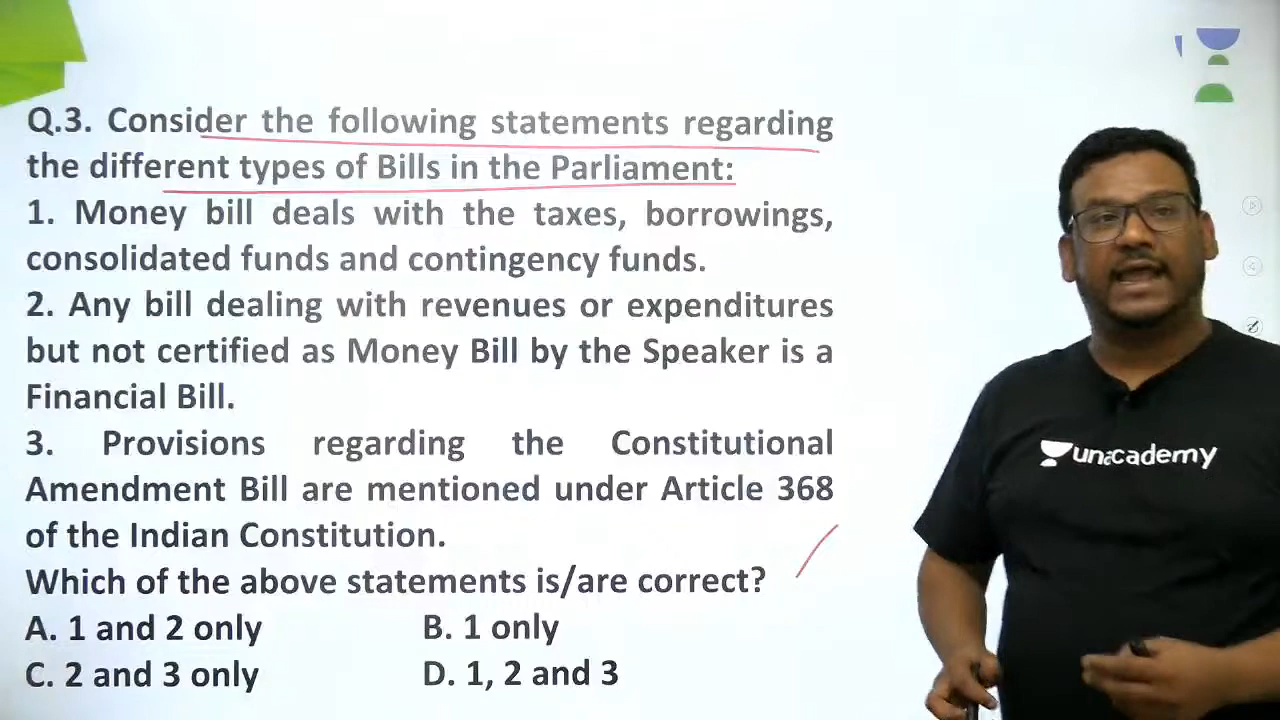 Q.3. Consider the following statements regarding
the different types of Bills in the Parliament:
1. Money bill deals with the taxes, borrowings,
consolidated funds and contingency funds.
2. Any bill dealing with revenues or expenditures
but not certified as Money Bill by the Speaker is a
Financial Bill.
3. Provisions regarding the Constitutional
Amendment Bill are mentioned under Article 368
of the Indian Constitution.
Which of the above statements is/are correct?
A. 1 and 2 only B. 1 only
C. 2 and 3 only D. 1, 2 and 3
unacademy